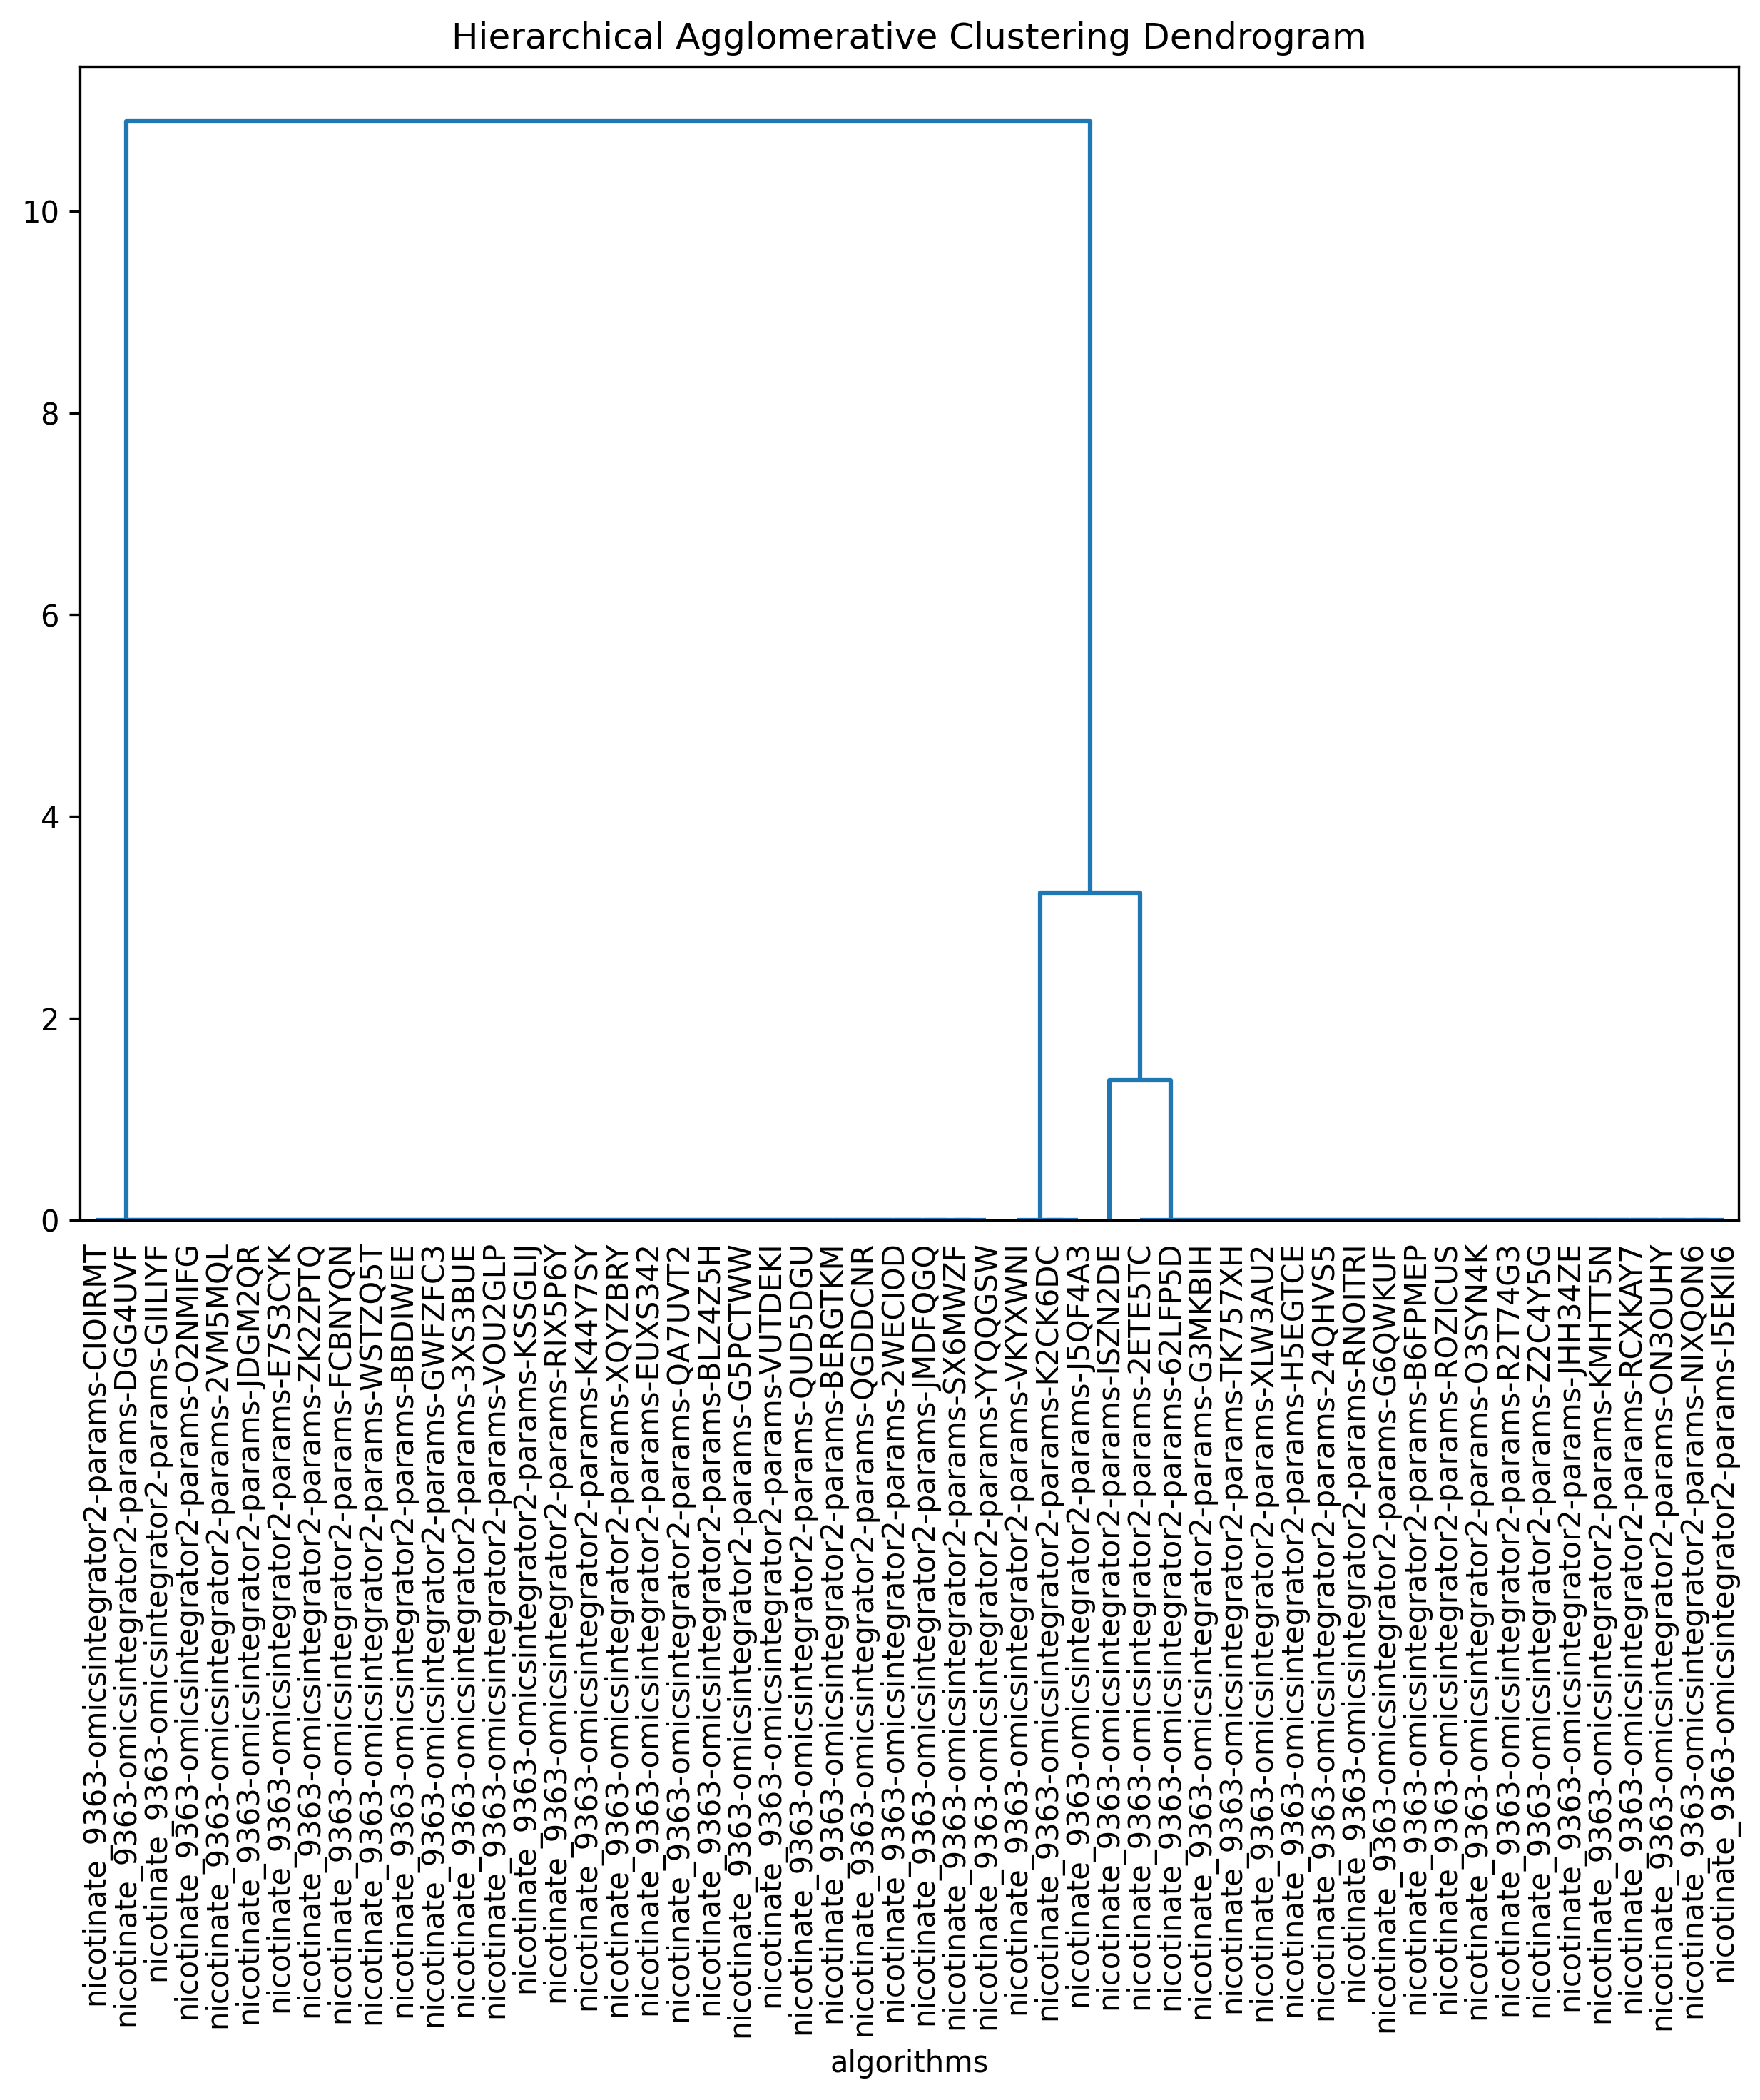 Hierarchical Agglomerative Clustering Dendrogram
10
8
6
4
2
0
nicotinate_9363-omicsintegrator2-params-CIOIRMT
nicotinate_9363-omicsintegrator2-params-DGG4UVF
nicotinate_9363-omicsintegrator2-params-GIILIYF
nicotinate_9363-omicsintegrator2-params-O2NMIFG
nicotinate_9363-omicsintegrator2-params-2VM5MQL
nicotinate_9363-omicsintegrator2-params-JDGM2QR
nicotinate_9363-omicsintegrator2-params-E7S3CYK
nicotinate_9363-omicsintegrator2-params-ZK2ZPTQ
nicotinate_9363-omicsintegrator2-params-FCBNYQN
nicotinate_9363-omicsintegrator2-params-WSTZQ5T
nicotinate_9363-omicsintegrator2-params-BBDIWEE
nicotinate_9363-omicsintegrator2-params-GWFZFC3
nicotinate_9363-omicsintegrator2-params-3XS3BUE
nicotinate_9363-omicsintegrator2-params-VOU2GLP
nicotinate_9363-omicsintegrator2-params-KSSGLIJ
nicotinate_9363-omicsintegrator2-params-RIX5P6Y
nicotinate_9363-omicsintegrator2-params-K44Y7SY
nicotinate_9363-omicsintegrator2-params-XQYZBRY
nicotinate_9363-omicsintegrator2-params-EUXS342
nicotinate_9363-omicsintegrator2-params-QA7UVT2
nicotinate_9363-omicsintegrator2-params-BLZ4Z5H
nicotinate_9363-omicsintegrator2-params-G5PCTWW
nicotinate_9363-omicsintegrator2-params-VUTDEKI
nicotinate_9363-omicsintegrator2-params-QUD5DGU
nicotinate_9363-omicsintegrator2-params-BERGTKM
nicotinate_9363-omicsintegrator2-params-QGDDCNR
nicotinate_9363-omicsintegrator2-params-2WECIOD
nicotinate_9363-omicsintegrator2-params-JMDFQGQ
nicotinate_9363-omicsintegrator2-params-SX6MWZF
nicotinate_9363-omicsintegrator2-params-YYQQGSW
nicotinate_9363-omicsintegrator2-params-VKYXWNI
nicotinate_9363-omicsintegrator2-params-K2CK6DC
nicotinate_9363-omicsintegrator2-params-J5QF4A3
nicotinate_9363-omicsintegrator2-params-ISZN2DE
nicotinate_9363-omicsintegrator2-params-2ETE5TC
nicotinate_9363-omicsintegrator2-params-62LFP5D
nicotinate_9363-omicsintegrator2-params-G3MKBIH
nicotinate_9363-omicsintegrator2-params-TK757XH
nicotinate_9363-omicsintegrator2-params-XLW3AU2
nicotinate_9363-omicsintegrator2-params-H5EGTCE
nicotinate_9363-omicsintegrator2-params-24QHVS5
nicotinate_9363-omicsintegrator2-params-RNOITRI
nicotinate_9363-omicsintegrator2-params-G6QWKUF
nicotinate_9363-omicsintegrator2-params-B6FPMEP
nicotinate_9363-omicsintegrator2-params-ROZICUS
nicotinate_9363-omicsintegrator2-params-O3SYN4K
nicotinate_9363-omicsintegrator2-params-R2T74G3
nicotinate_9363-omicsintegrator2-params-Z2C4Y5G
nicotinate_9363-omicsintegrator2-params-JHH34ZE
nicotinate_9363-omicsintegrator2-params-KMHTT5N
nicotinate_9363-omicsintegrator2-params-RCXKAY7
nicotinate_9363-omicsintegrator2-params-ON3OUHY
nicotinate_9363-omicsintegrator2-params-NIXQON6
nicotinate_9363-omicsintegrator2-params-I5EKII6
algorithms